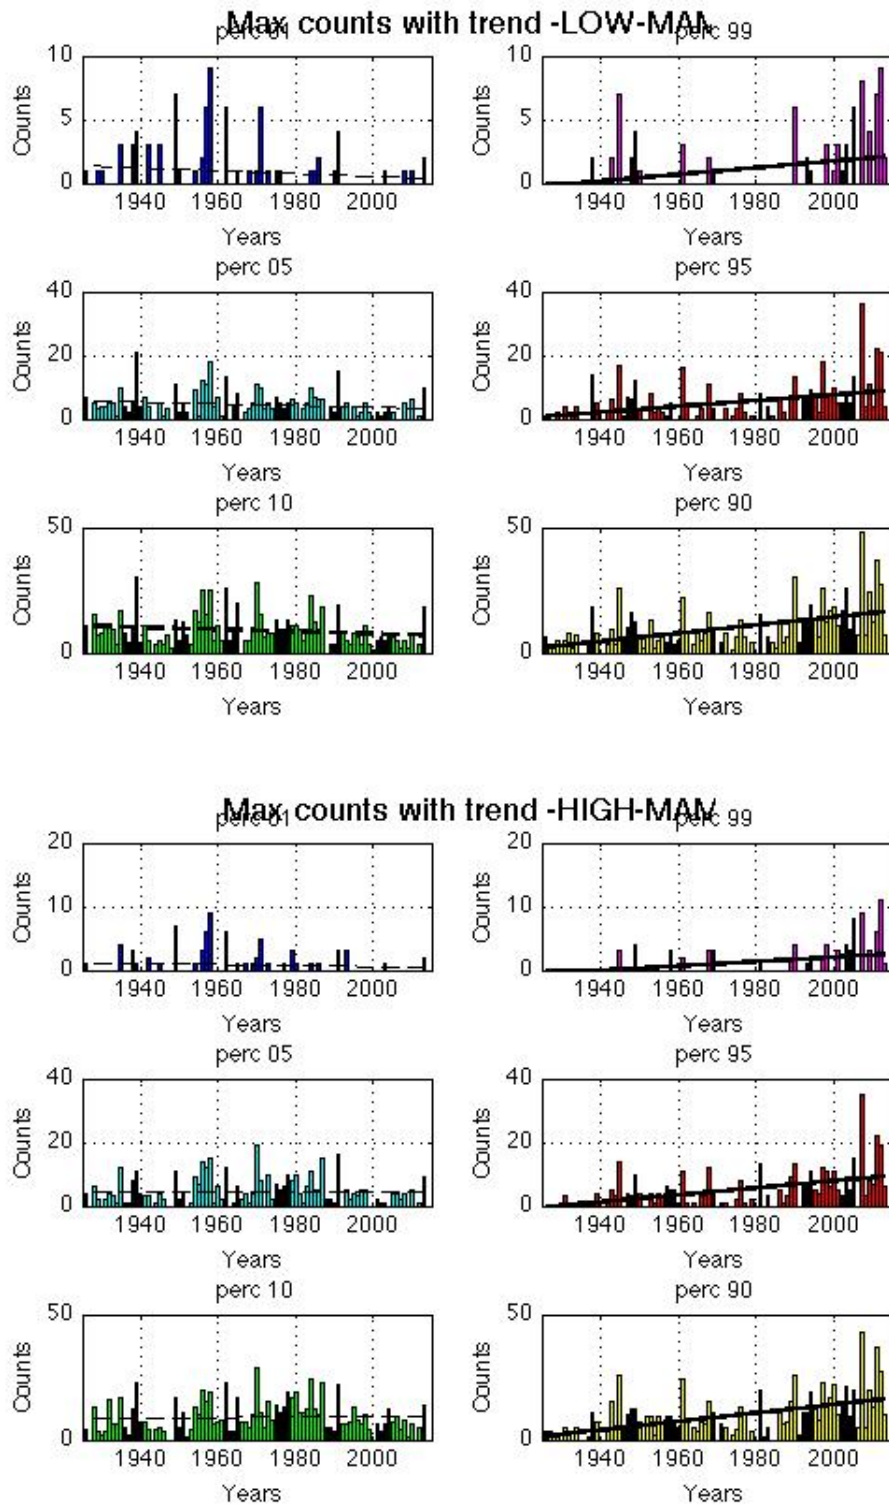 Max counts with trend -LOW-MAM
perc 01 perc 99
10 10
Counts 5 Counts 5
0 0
1940 1960 1980 2000 1940 1960 1980 2000
Years Years
perc 05 perc 95
40 40
Counts 20 Counts 20
0 0
1940 1960 1980 2000 1940 1960 1980 2000
Years Years
perc 10 perc 90
50 50
Counts Counts
0 0
1940 1960 1980 2000 1940 1960 1980 2000
Years Years
Max counts with trend -HIGH-MAM
perc 01 perc 99
20 20
Counts 10 Counts 10
0 0
1940 1960 1980 2000 1940 1960 1980 2000
Years Years
perc 05 perc 95
40 40
Counts 20 Counts 20
0 0
1940 1960 1980 2000 1940 1960 1980 2000
Years Years
perc 10 perc 90
50 50
Counts Counts
0 0
1940 1960 1980 2000 1940 1960 1980 2000
Years Years